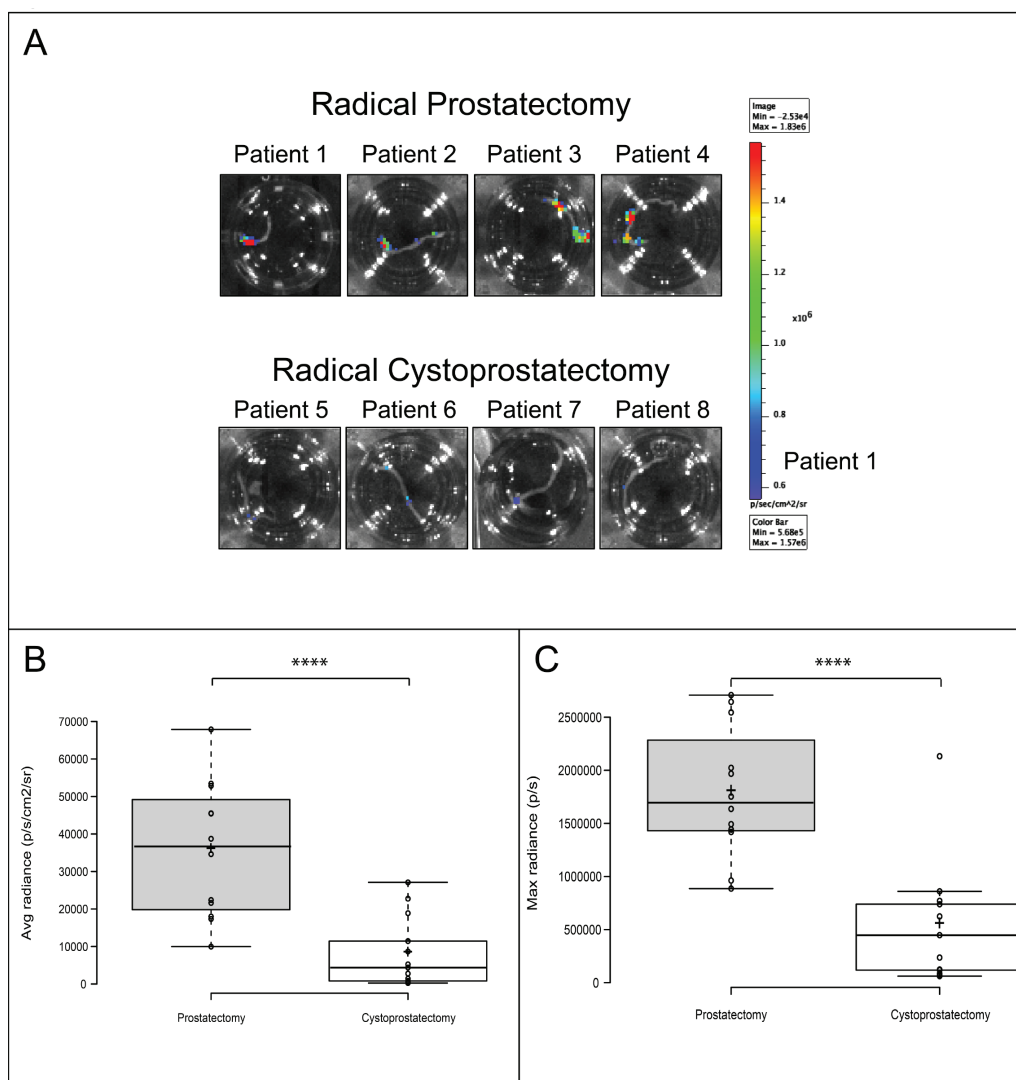 A
Radical Prostatectomy
Patient 1 Patient 2 Patient 3 Patient 4
Image
Min = -2.53e4
Max = 1.83e6
1.4
1.2
x10⁶
1.0
0.8
0.6
p/sec/cm^2/sr
Color Bar
Min = 5.68e5
Max = 1.57e6
Radical Cystoprostatectomy
Patient 5 Patient 6 Patient 7 Patient 8
Patient 1
B
****
Avg radiance (p/s/cm2/sr)
70000
60000
50000
40000
30000
20000
10000
0
Prostatectomy Cystoprostatectomy
C
****
Max radiance (p/s)
2500000
2000000
1500000
1000000
500000
0
Prostatectomy Cystoprostatectomy